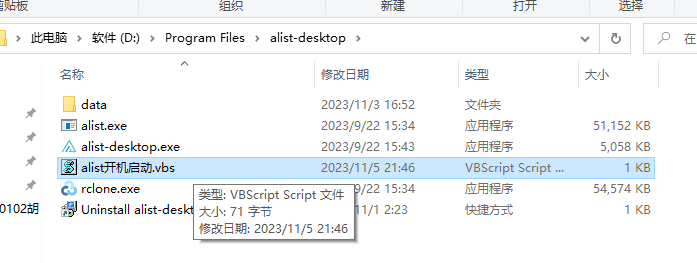 剪贴板 组织 新建 打开 选择
此电脑 > 软件 (D:) > Program Files > alist-desktop > 在
名称 修改日期 类型 大小
data 2023/11/3 16:52 文件夹
alist.exe 2023/9/22 15:34 应用程序 51,152 KB
alist-desktop.exe 2023/9/22 15:43 应用程序 5,058 KB
alist开机启动.vbs 2023/11/5 21:46 VBScript Script ... 1 KB
rclone.exe /9/22 15:34 应用程序 54,574 KB
0102胡 Uninstall alist-deskt /11/1 2:23 快捷方式 1 KB
类型: VBScript Script 文件
大小: 71 字节
修改日期: 2023/11/5 21:46